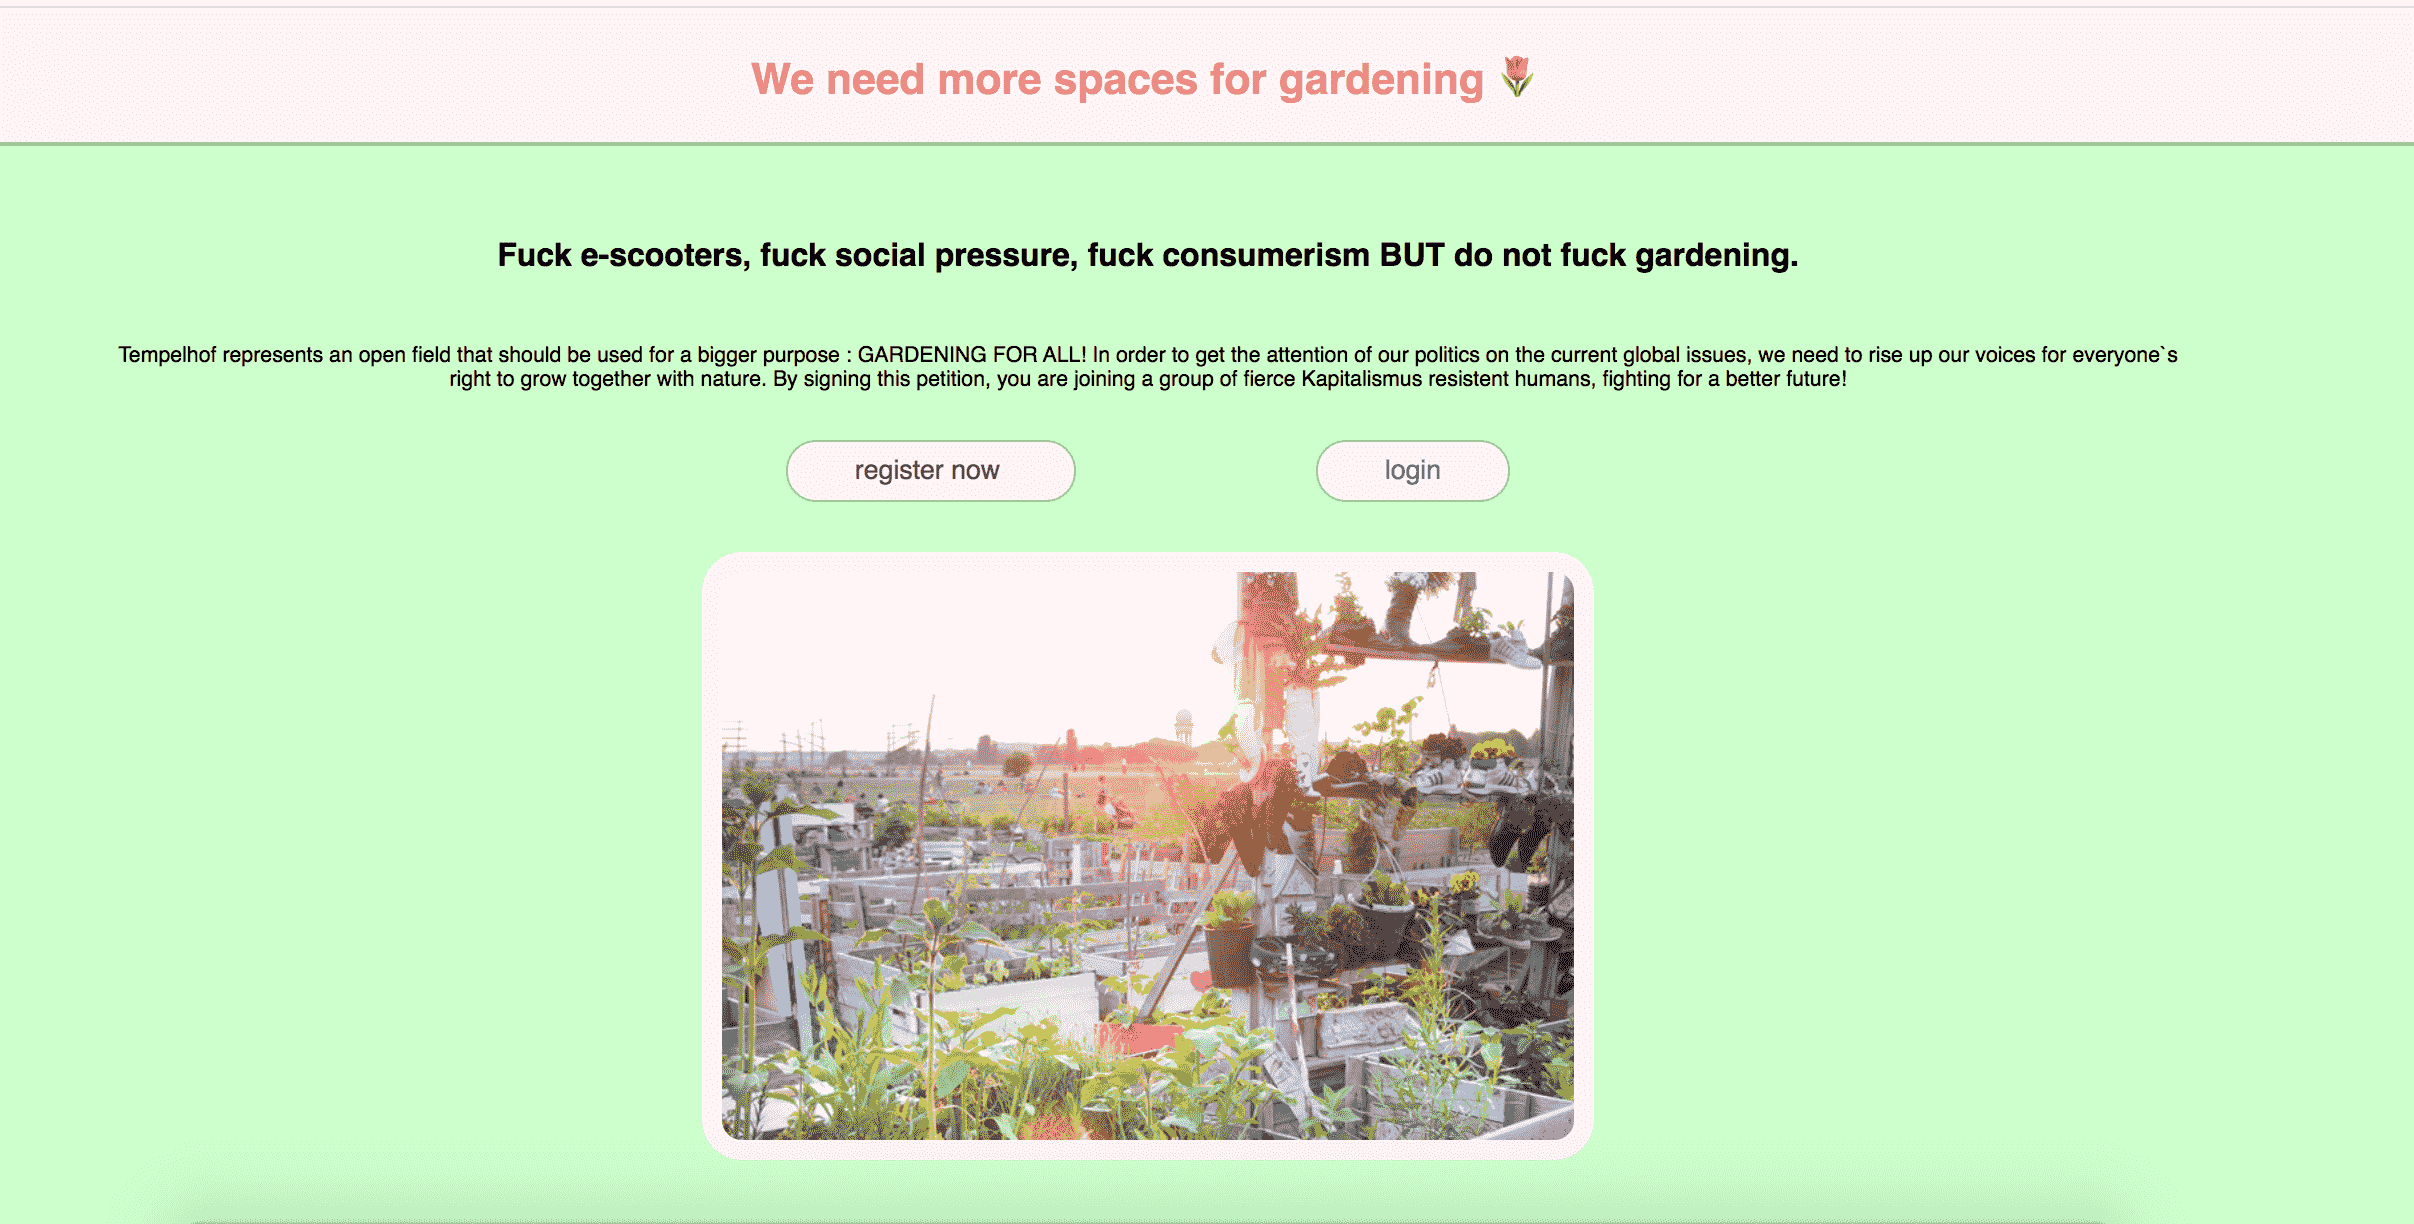 We need more spaces for gardening 🌷
Fuck e-scooters, fuck social pressure, fuck consumerism BUT do not fuck gardening.
Tempelhof represents an open field that should be used for a bigger purpose : GARDENING FOR ALL! In order to get the attention of our politics on the current global issues, we need to rise up our voices for everyone`s
right to grow together with nature. By signing this petition, you are joining a group of fierce Kapitalismus resistent humans, fighting for a better future!
register now
login